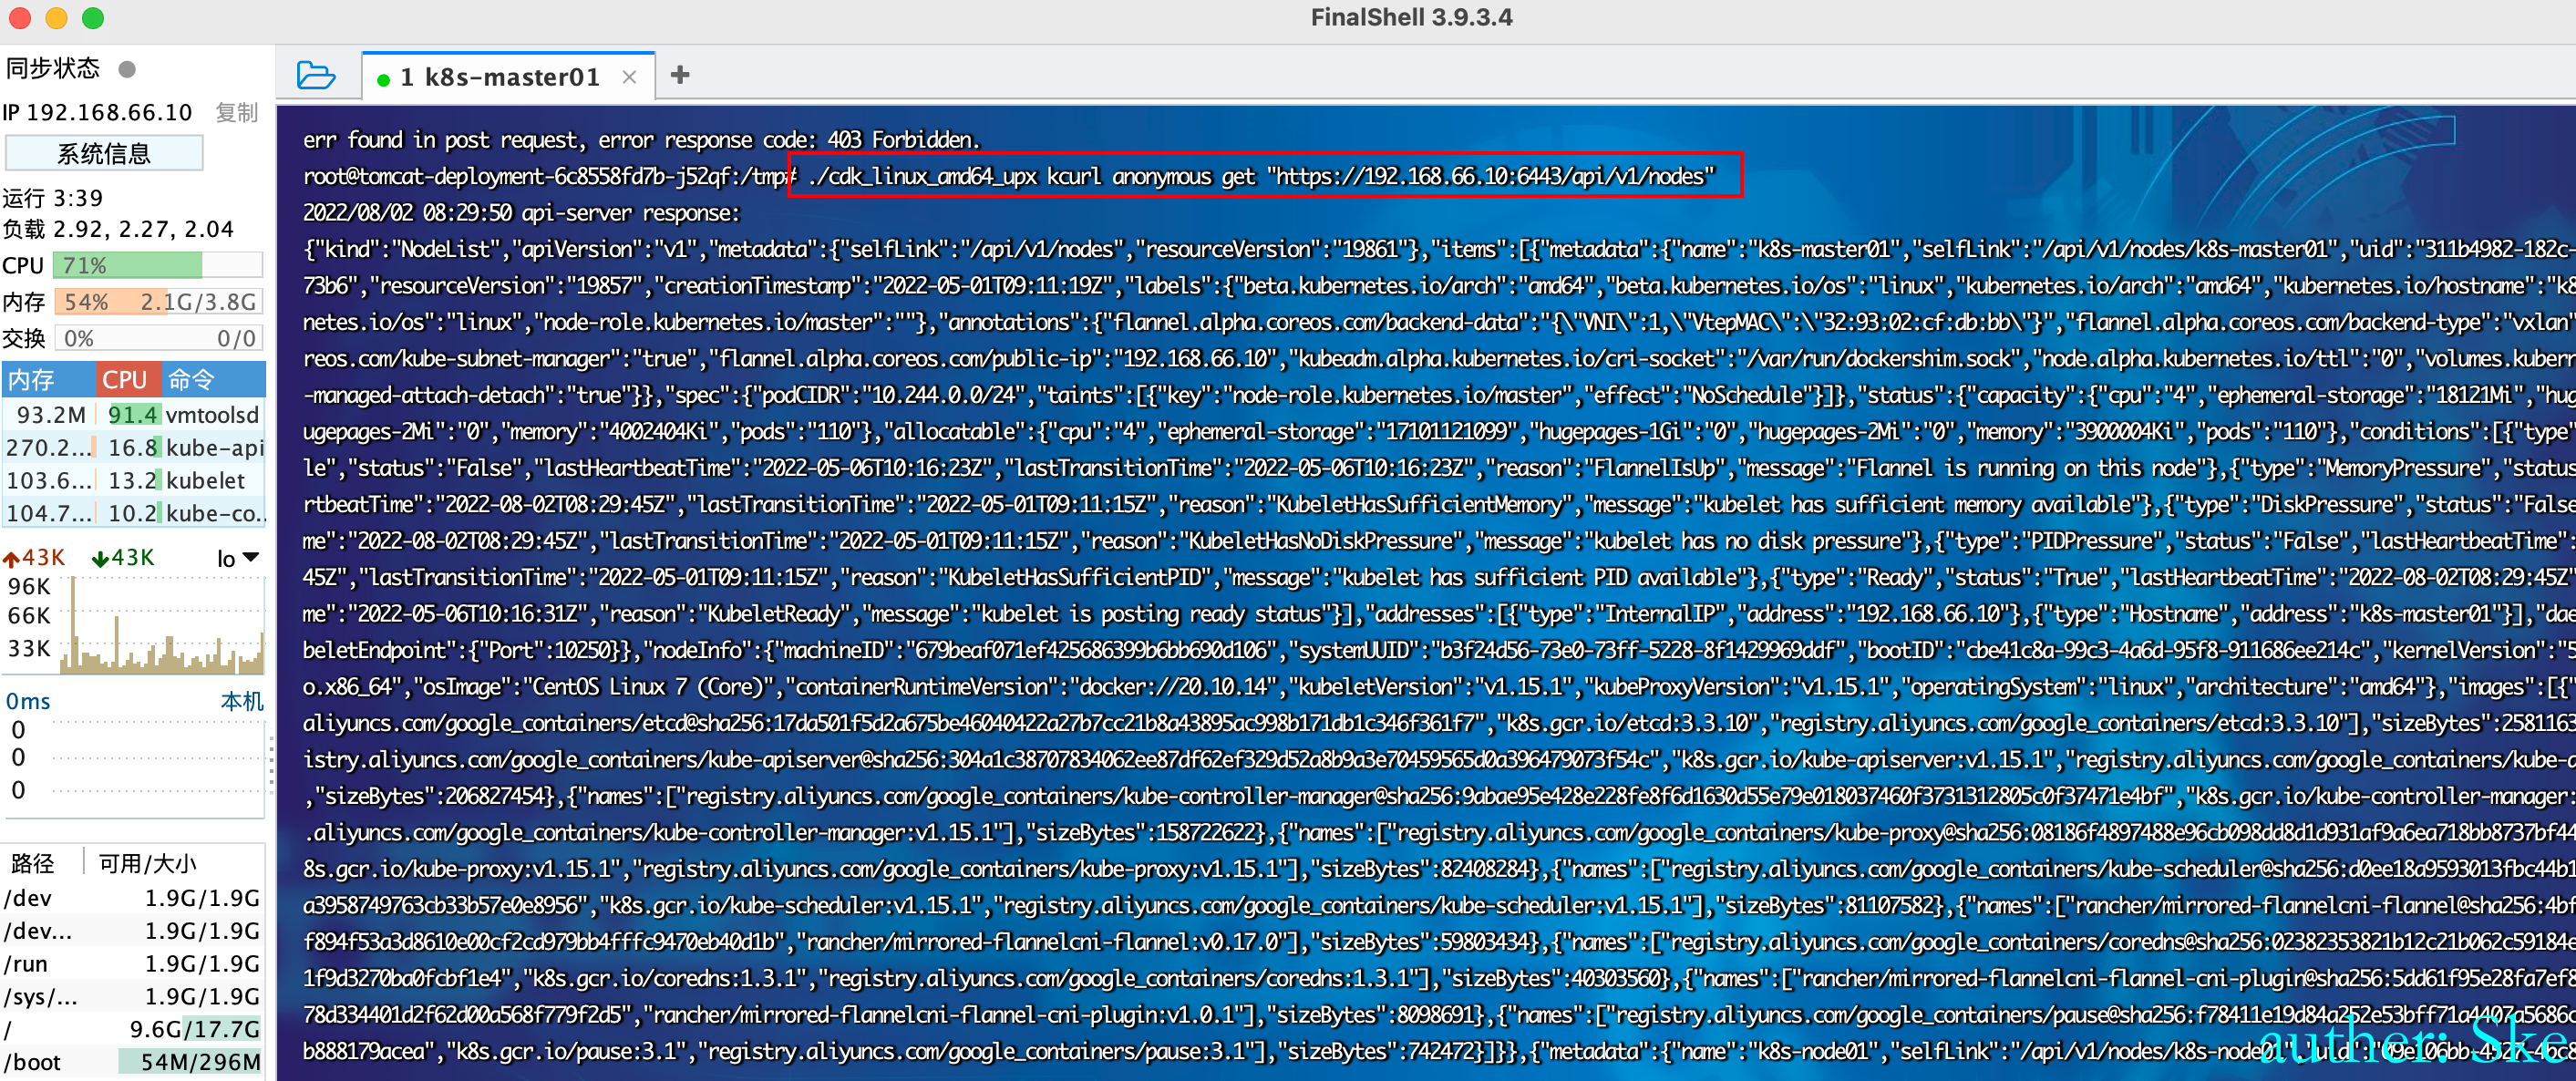 FinalShell 3.9.3.4
同步状态
IP 192.168.66.10 复制
系统信息
运行 3:39
负载 2.92, 2.27, 2.04
CPU 71%
内存 54% 2.1G/3.8G
交换 0% 0/0
内存 CPU 命令
93.2M 91.4 vmtoolsd
270.2... 16.8 kube-api
103.6... 13.2 kubelet
104.7... 10.2 kube-co..
43K 43K lo
96K
66K
33K
0ms 本机
0
0
0
路径 可用/大小
/dev 1.9G/1.9G
/dev... 1.9G/1.9G
/run 1.9G/1.9G
/sys/... 1.9G/1.9G
/ 9.6G/17.7G
/boot 54M/296M
1 k8s-master01 × +
err found in post request, error response code: 403 Forbidden.
root@tomcat-deployment-6c8558fd7b-j52qf:/tmp# ./cdk_linux_amd64_upx kcurl anonymous get "https://192.168.66.10:6443/api/v1/nodes"
2022/08/02 08:29:50 api-server response:
{"kind":"NodeList","apiVersion":"v1","metadata":{"selfLink":"/api/v1/nodes","resourceVersion":"19861"},"items":[{"metadata":{"name":"k8s-master01","selfLink":"/api/v1/nodes/k8s-master01","uid":"311b4982-182c-
73b6","resourceVersion":"19857","creationTimestamp":"2022-05-01T09:11:19Z","labels":{"beta.kubernetes.io/arch":"amd64","beta.kubernetes.io/os":"linux","kubernetes.io/arch":"amd64","kubernetes.io/hostname":"k8
netes.io/os":"linux","node-role.kubernetes.io/master":""},"annotations":{"flannel.alpha.coreos.com/backend-data":"{\"VNI\":1,\"VtepMAC\":\"32:93:02:cf:db:bb\"}","flannel.alpha.coreos.com/backend-type":"vxlan"
reos.com/kube-subnet-manager":"true","flannel.alpha.coreos.com/public-ip":"192.168.66.10","kubeadm.alpha.kubernetes.io/cri-socket":"/var/run/dockershim.sock","node.alpha.kubernetes.io/ttl":"0","volumes.kubern
-managed-attach-detach":"true"}},"spec":{"podCIDR":"10.244.0.0/24","taints":[{"key":"node-role.kubernetes.io/master","effect":"NoSchedule"}]},"status":{"capacity":{"cpu":"4","ephemeral-storage":"18121Mi","hug
ugepages-2Mi":"0","memory":"4002404Ki","pods":"110"},"allocatable":{"cpu":"4","ephemeral-storage":"17101121099","hugepages-1Gi":"0","hugepages-2Mi":"0","memory":"3900004Ki","pods":"110"},"conditions":[{"type"
le","status":"False","lastHeartbeatTime":"2022-05-06T10:16:23Z","lastTransitionTime":"2022-05-06T10:16:23Z","reason":"FlannelIsUp","message":"Flannel is running on this node"},{"type":"MemoryPressure","status
rtbeatTime":"2022-08-02T08:29:45Z","lastTransitionTime":"2022-05-01T09:11:15Z","reason":"KubeletHasSufficientMemory","message":"kubelet has sufficient memory available"},{"type":"DiskPressure","status":"False
me":"2022-08-02T08:29:45Z","lastTransitionTime":"2022-05-01T09:11:15Z","reason":"KubeletHasNoDiskPressure","message":"kubelet has no disk pressure"},{"type":"PIDPressure","status":"False","lastHeartbeatTime":
45Z","lastTransitionTime":"2022-05-01T09:11:15Z","reason":"KubeletHasSufficientPID","message":"kubelet has sufficient PID available"},{"type":"Ready","status":"True","lastHeartbeatTime":"2022-08-02T08:29:45Z"
me":"2022-05-06T10:16:31Z","reason":"KubeletReady","message":"kubelet is posting ready status"}],"addresses":[{"type":"InternalIP","address":"192.168.66.10"},{"type":"Hostname","address":"k8s-master01"}],"dae
beletEndpoint":{"Port":10250}},"nodeInfo":{"machineID":"679beaf071ef425686399b6bb690d106","systemUUID":"b3f24d56-73e0-73ff-5228-8f1429969ddf","bootID":"cbe41c8a-99c3-4a6d-95f8-911686ee214c","kernelVersion":"5
o.x86_64","osImage":"CentOS Linux 7 (Core)","containerRuntimeVersion":"docker://20.10.14","kubeletVersion":"v1.15.1","kubeProxyVersion":"v1.15.1","operatingSystem":"linux","architecture":"amd64"},"images":[{"
aliyuncs.com/google_containers/etcd@sha256:17da501f5d2a675be46040422a27b7cc21b8a43895ac998b171db1c346f361f7","k8s.gcr.io/etcd:3.3.10","registry.aliyuncs.com/google_containers/etcd:3.3.10"],"sizeBytes":2581163
istry.aliyuncs.com/google_containers/kube-apiserver@sha256:304a1c38707834062ee87df62ef329d52a8b9a3e70459565d0a396479073f54c","k8s.gcr.io/kube-apiserver:v1.15.1","registry.aliyuncs.com/google_containers/kube-a
,"sizeBytes":206827454},{"names":["registry.aliyuncs.com/google_containers/kube-controller-manager@sha256:9abae95e428e228fe8f6d1630d55e79e018037460f3731312805c0f37471e4bf","k8s.gcr.io/kube-controller-manager:
.aliyuncs.com/google_containers/kube-controller-manager:v1.15.1"],"sizeBytes":158722622},{"names":["registry.aliyuncs.com/google_containers/kube-proxy@sha256:08186f4897488e96cb098dd8d1d931af9a6ea718bb8737bf44
8s.gcr.io/kube-proxy:v1.15.1","registry.aliyuncs.com/google_containers/kube-proxy:v1.15.1"],"sizeBytes":82408284},{"names":["registry.aliyuncs.com/google_containers/kube-scheduler@sha256:d0ee18a9593013fbc44b1
a3958749763cb33b57e0e8956","k8s.gcr.io/kube-scheduler:v1.15.1","registry.aliyuncs.com/google_containers/kube-scheduler:v1.15.1"],"sizeBytes":81107582},{"names":["rancher/mirrored-flannelcni-flannel@sha256:4bf
f894f53a3d8610e00cf2cd979bb4fffc9470eb40d1b","rancher/mirrored-flannelcni-flannel:v0.17.0"],"sizeBytes":59803434},{"names":["registry.aliyuncs.com/google_containers/coredns@sha256:02382353821b12c21b062c59184e
1f9d3270ba0fcbf1e4","k8s.gcr.io/coredns:1.3.1","registry.aliyuncs.com/google_containers/coredns:1.3.1"],"sizeBytes":40303560},{"names":["rancher/mirrored-flannelcni-flannel-cni-plugin@sha256:5dd61f95e28fa7ef8
78d334401d2f62d00a568f779f2d5","rancher/mirrored-flannelcni-flannel-cni-plugin:v1.0.1"],"sizeBytes":8098691},{"names":["registry.aliyuncs.com/google_containers/pause@sha256:f78411e19d84a252e53bff71a4407a5686c
b888179acea","k8s.gcr.io/pause:3.1","registry.aliyuncs.com/google_containers/pause:3.1"],"sizeBytes":742472}]}},{"metadata":{"name":"k8s-node01","selfLink":"/api/v1/nodes/k8s-node01","uid":
auther: Ske